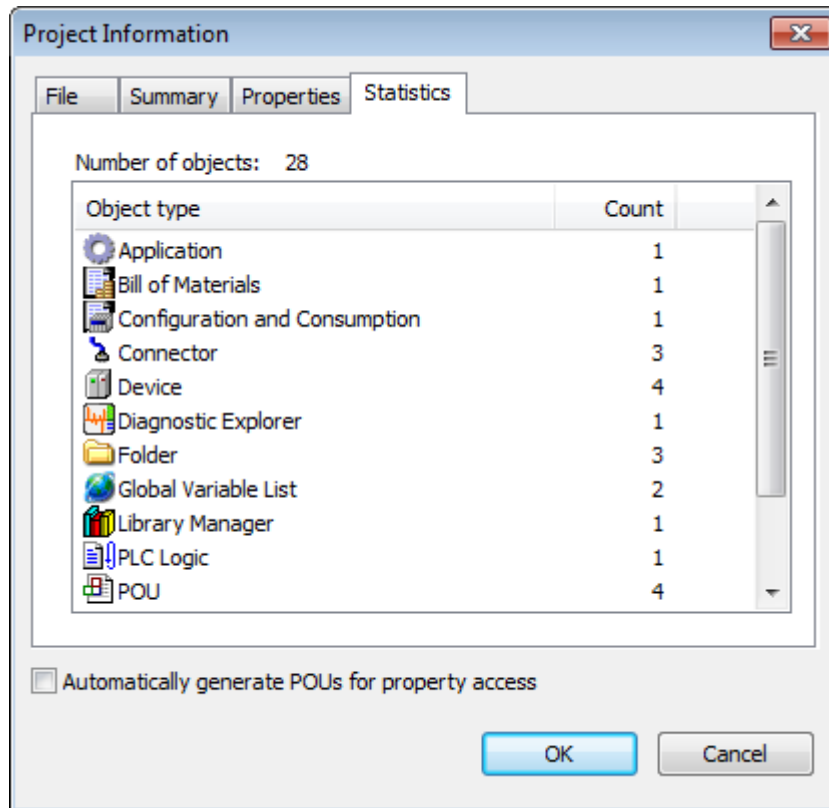 Project Information
File Summary Properties Statistics
Number of objects: 28
Object type Count
Application 1
Bill of Materials 1
Configuration and Consumption 1
Connector 3
Device 4
Diagnostic Explorer 1
Folder 3
Global Variable List 2
Library Manager 1
PLC Logic 1
POU 4
Automatically generate POUs for property access
OK Cancel